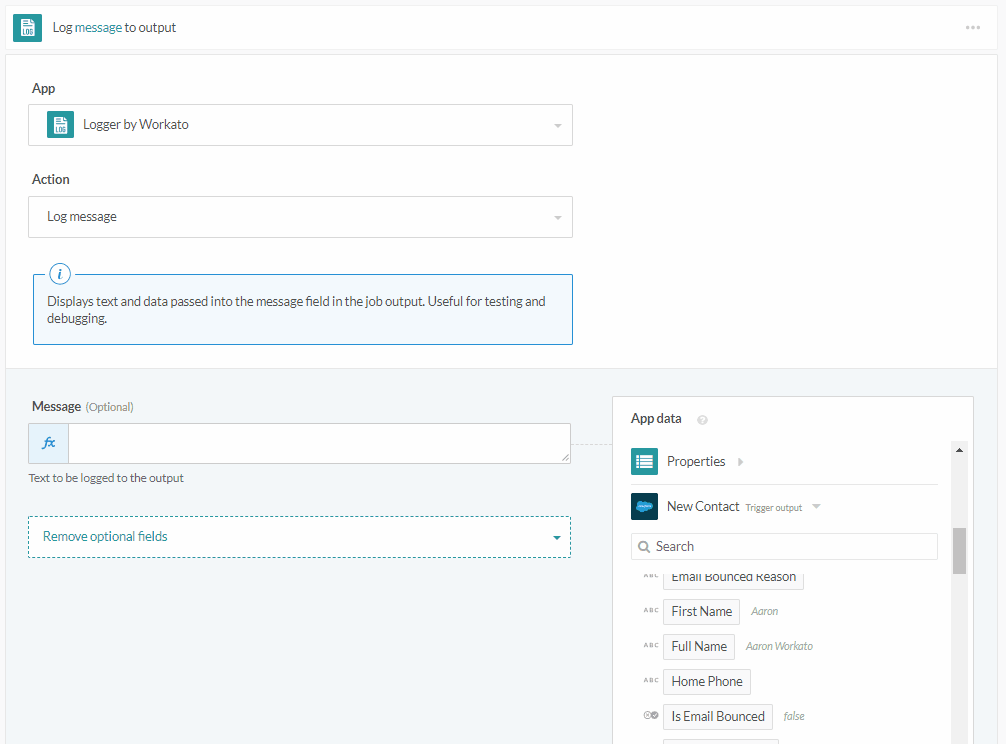 Log message to output
App
LOG Logger by Workato
Action
Log message
i
Displays text and data passed into the message field in the job output. Useful for testing and
debugging.
Message (Optional)
fx
Text to be logged to the output
Remove optional fields
App data ?
Properties
New Contact Trigger output
Search
ABC Email Bounced Reason
ABC First Name Aaron
ABC Full Name Aaron Workato
ABC Home Phone
Is Email Bounced false